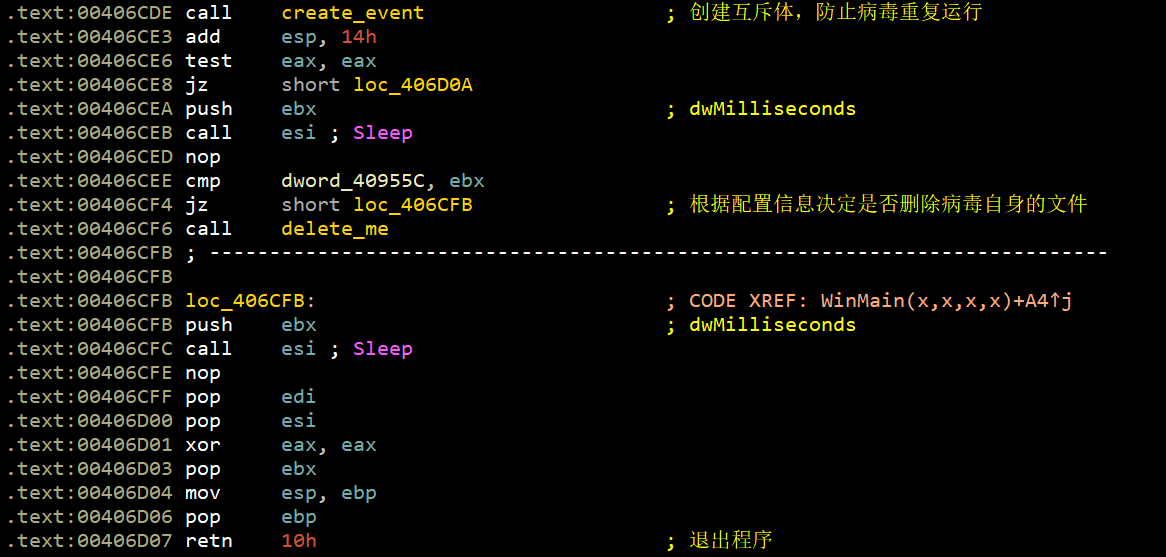 .text:00406CDE call create_event ; 创建互斥体，防止病毒重复运行
.text:00406CE3 add esp, 14h
.text:00406CE6 test eax, eax
.text:00406CE8 jz short loc_406D0A
.text:00406CEA push ebx ; dwMilliseconds
.text:00406CEB call esi ; Sleep
.text:00406CED nop
.text:00406CEE cmp dword_40955C, ebx
.text:00406CF4 jz short loc_406CFB ; 根据配置信息决定是否删除病毒自身的文件
.text:00406CF6 call delete_me
.text:00406CFB ; ---------------------------------------------------------------------------
.text:00406CFB
.text:00406CFB loc_406CFB: ; CODE XREF: WinMain(x,x,x,x)+A4↑j
.text:00406CFB push ebx ; dwMilliseconds
.text:00406CFC call esi ; Sleep
.text:00406CFE nop
.text:00406CFF pop edi
.text:00406D00 pop esi
.text:00406D01 xor eax, eax
.text:00406D03 pop ebx
.text:00406D04 mov esp, ebp
.text:00406D06 pop ebp
.text:00406D07 retn 10h ; 退出程序